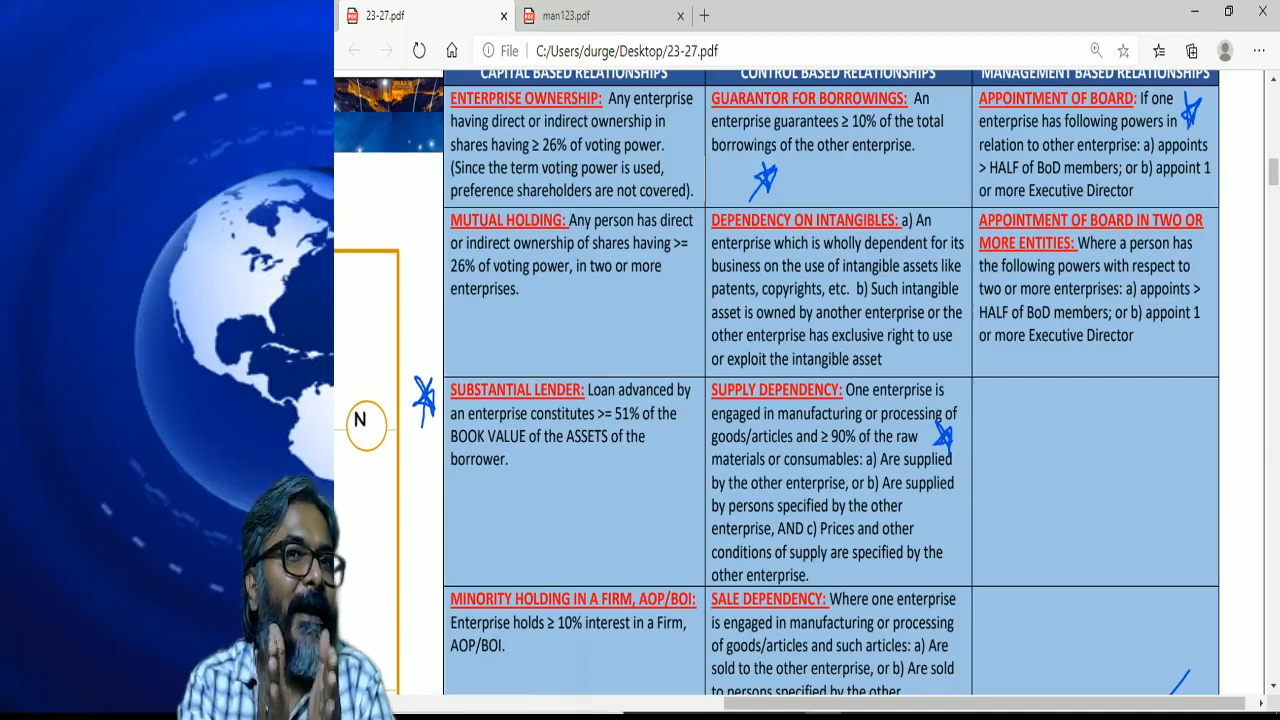 23-27.pdf
man123.pdf
File C:/Users/durge/Desktop/23-27.pdf
CAPITAL BASED RELATIONSHIPS
CONTROL BASED RELATIONSHIPS
MANAGEMENT BASED RELATIONSHIPS
ENTERPRISE OWNERSHIP: Any enterprise
having direct or indirect ownership in
shares having ≥ 26% of voting power.
(Since the term voting power is used,
preference shareholders are not covered).
GUARANTOR FOR BORROWINGS: An
enterprise guarantees ≥ 10% of the total
borrowings of the other enterprise.
APPOINTMENT OF BOARD: If one
enterprise has following powers in
relation to other enterprise: a) appoints
> HALF of BoD members; or b) appoint 1
or more Executive Director
MUTUAL HOLDING: Any person has direct
or indirect ownership of shares having >=
26% of voting power, in two or more
enterprises.
DEPENDENCY ON INTANGIBLES: a) An
enterprise which is wholly dependent for its
business on the use of intangible assets like
patents, copyrights, etc. b) Such intangible
asset is owned by another enterprise or the
other enterprise has exclusive right to use
or exploit the intangible asset
APPOINTMENT OF BOARD IN TWO OR
MORE ENTITIES: Where a person has
the following powers with respect to
two or more enterprises: a) appoints >
HALF of BoD members; or b) appoint 1
or more Executive Director
SUBSTANTIAL LENDER: Loan advanced by
an enterprise constitutes >= 51% of the
BOOK VALUE of the ASSETS of the
borrower.
SUPPLY DEPENDENCY: One enterprise is
engaged in manufacturing or processing of
goods/articles and ≥ 90% of the raw
materials or consumables: a) Are supplied
by the other enterprise, or b) Are supplied
by persons specified by the other
enterprise, AND c) Prices and other
conditions of supply are specified by the
other enterprise.
N
MINORITY HOLDING IN A FIRM, AOP/BOI:
Enterprise holds ≥ 10% interest in a Firm,
AOP/BOI.
SALE DEPENDENCY: Where one enterprise
is engaged in manufacturing or processing
of goods/articles and such articles: a) Are
sold to the other enterprise, or b) Are sold
to persons specified by the other